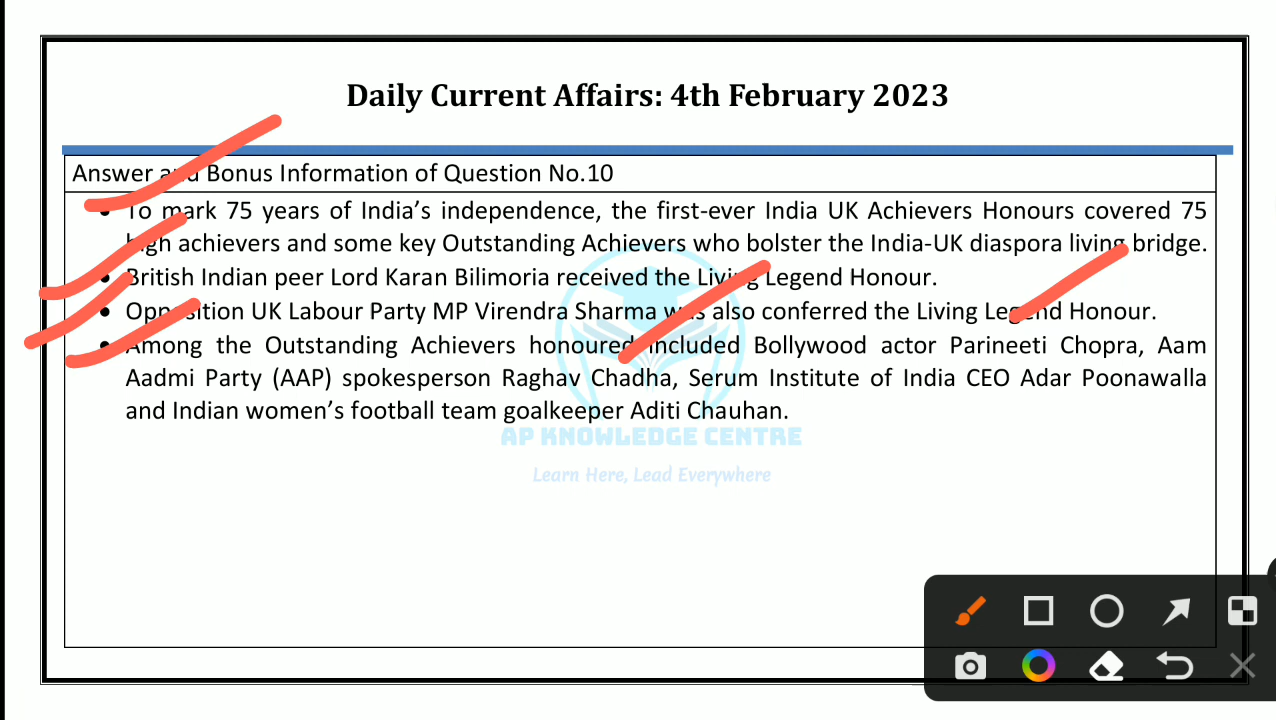 Daily Current Affairs: 4th February 2023
Answer and Bonus Information of Question No.10
• To mark 75 years of India’s independence, the first-ever India UK Achievers Honours covered 75
high achievers and some key Outstanding Achievers who bolster the India-UK diaspora living bridge.
• British Indian peer Lord Karan Bilimoria received the Living Legend Honour.
• Opposition UK Labour Party MP Virendra Sharma was also conferred the Living Legend Honour.
• Among the Outstanding Achievers honoured included Bollywood actor Parineeti Chopra, Aam
Aadmi Party (AAP) spokesperson Raghav Chadha, Serum Institute of India CEO Adar Poonawalla
and Indian women’s football team goalkeeper Aditi Chauhan.
AP KNOWLEDGE CENTRE
Learn Here, Lead Everywhere